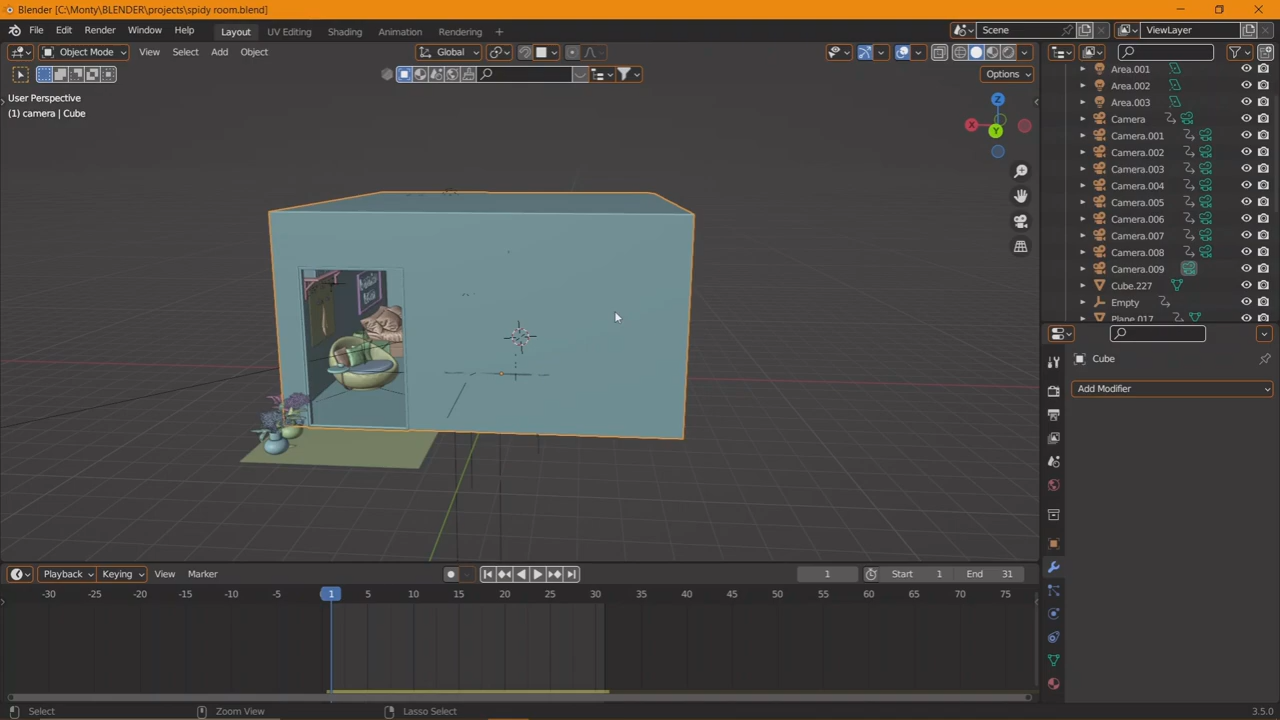 Blender [C:\Monty\BLENDER\projects\spidy room.blend]
File Edit Render Window Help Layout UV Editing Shading Animation Rendering + Scene ViewLayer
Object Mode View Select Add Object Global
Options
User Perspective
(1) camera | Cube
Z
X
Y
Area.001
Area.002
Area.003
Camera
Camera.001
Camera.002
Camera.003
Camera.004
Camera.005
Camera.006
Camera.007
Camera.008
Camera.009
Cube.227
Empty
Plane.017
Cube
Add Modifier
Playback Keying View Marker 1 Start 1 End 31
-30 -25 -20 -15 -10 -5 1 5 10 15 20 25 30 35 40 45 50 55 60 65 70 75
Select Zoom View Lasso Select 3.5.0